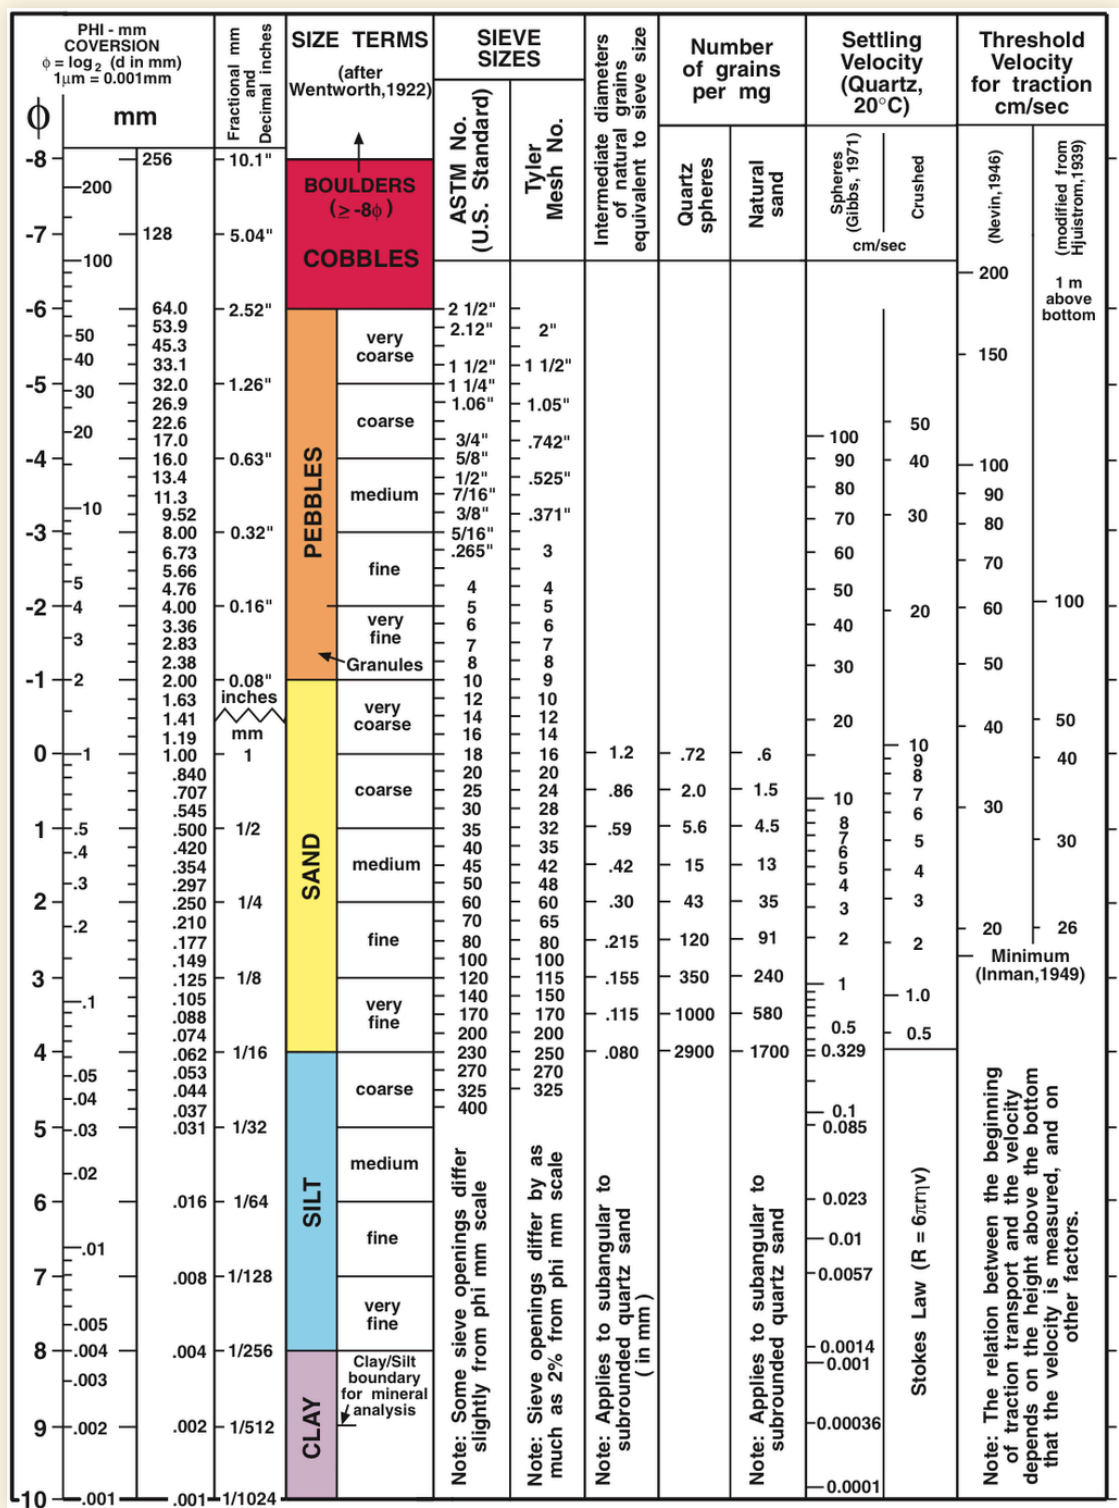 PHI - mm
COVERSION
ϕ = log₂ (d in mm)
1μm = 0.001mm
Fractional mm
and
Decimal inches
SIZE TERMS
(after
Wentworth,1922)
SIEVE
SIZES
ASTM No.
(U.S. Standard)
Tyler
Mesh No.
Intermediate diameters
of natural grains
equivalent to sieve size
Number
of grains
per mg
Quartz
spheres
Natural
sand
Settling
Velocity
(Quartz,
20°C)
Spheres
(Gibbs, 1971)
Crushed
cm/sec
Threshold
Velocity
for traction
cm/sec
(Nevin,1946)
(modified from
Hjuistrom,1939)
1 m
above
bottom
ϕ
mm
-8
-7
-6
-5
-4
-3
-2
-1
0
1
2
3
4
5
6
7
8
9
10
200
100
50
40
30
20
10
5
4
3
2
1
.5
.4
.3
.2
.1
.05
.04
.03
.02
.01
.005
.004
.003
.002
.001
256
128
64.0
53.9
45.3
33.1
32.0
26.9
22.6
17.0
16.0
13.4
11.3
9.52
8.00
6.73
5.66
4.76
4.00
3.36
2.83
2.38
2.00
1.63
1.41
1.19
1.00
.840
.707
.545
.500
.420
.354
.297
.250
.210
.177
.149
.125
.105
.088
.074
.062
.053
.044
.037
.031
.016
.008
.004
.002
.001
10.1"
5.04"
2.52"
1.26"
0.63"
0.32"
0.16"
0.08"
inches
mm
1
1/2
1/4
1/8
1/16
1/32
1/64
1/128
1/256
1/512
1/1024
BOULDERS
(≥ -8ϕ)
COBBLES
PEBBLES
very
coarse
coarse
medium
fine
very
fine
Granules
SAND
very
coarse
coarse
medium
fine
very
fine
SILT
coarse
medium
fine
very
fine
CLAY
Clay/Silt
boundary
for mineral
analysis
2 1/2"
2.12"
1 1/2"
1 1/4"
1.06"
3/4"
5/8"
1/2"
7/16"
3/8"
5/16"
.265"
4
5
6
7
8
10
12
14
16
18
20
25
30
35
40
45
50
60
70
80
100
120
140
170
200
230
270
325
400
Note: Some sieve openings differ
slightly from phi mm scale
2"
1 1/2"
1.05"
.742"
.525"
.371"
3
4
5
6
7
8
9
10
12
14
16
20
24
28
32
35
42
48
60
65
80
100
115
150
170
200
250
270
325
Note: Sieve openings differ by as
much as 2% from phi mm scale
1.2
.86
.59
.42
.30
.215
.155
.115
.080
Note: Applies to subangular to
subrounded quartz sand
( in mm )
.72
2.0
5.6
15
43
120
350
1000
2900
.6
1.5
4.5
13
35
91
240
580
1700
Note: Applies to subangular to
subrounded quartz sand
100
90
80
70
60
50
40
30
20
10
8
7
6
5
4
3
2
1
0.5
0.329
0.1
0.085
0.023
0.01
0.0057
0.0014
0.001
0.00036
0.0001
50
40
30
20
10
9
8
7
6
5
4
3
2
1.0
0.5
Stokes Law (R = 6πrηv)
200
150
100
90
80
70
60
50
40
30
20
100
50
40
30
26
Minimum
(Inman,1949)
Note: The relation between the beginning
of traction transport and the velocity
depends on the height above the bottom
that the velocity is measured, and on
other factors.